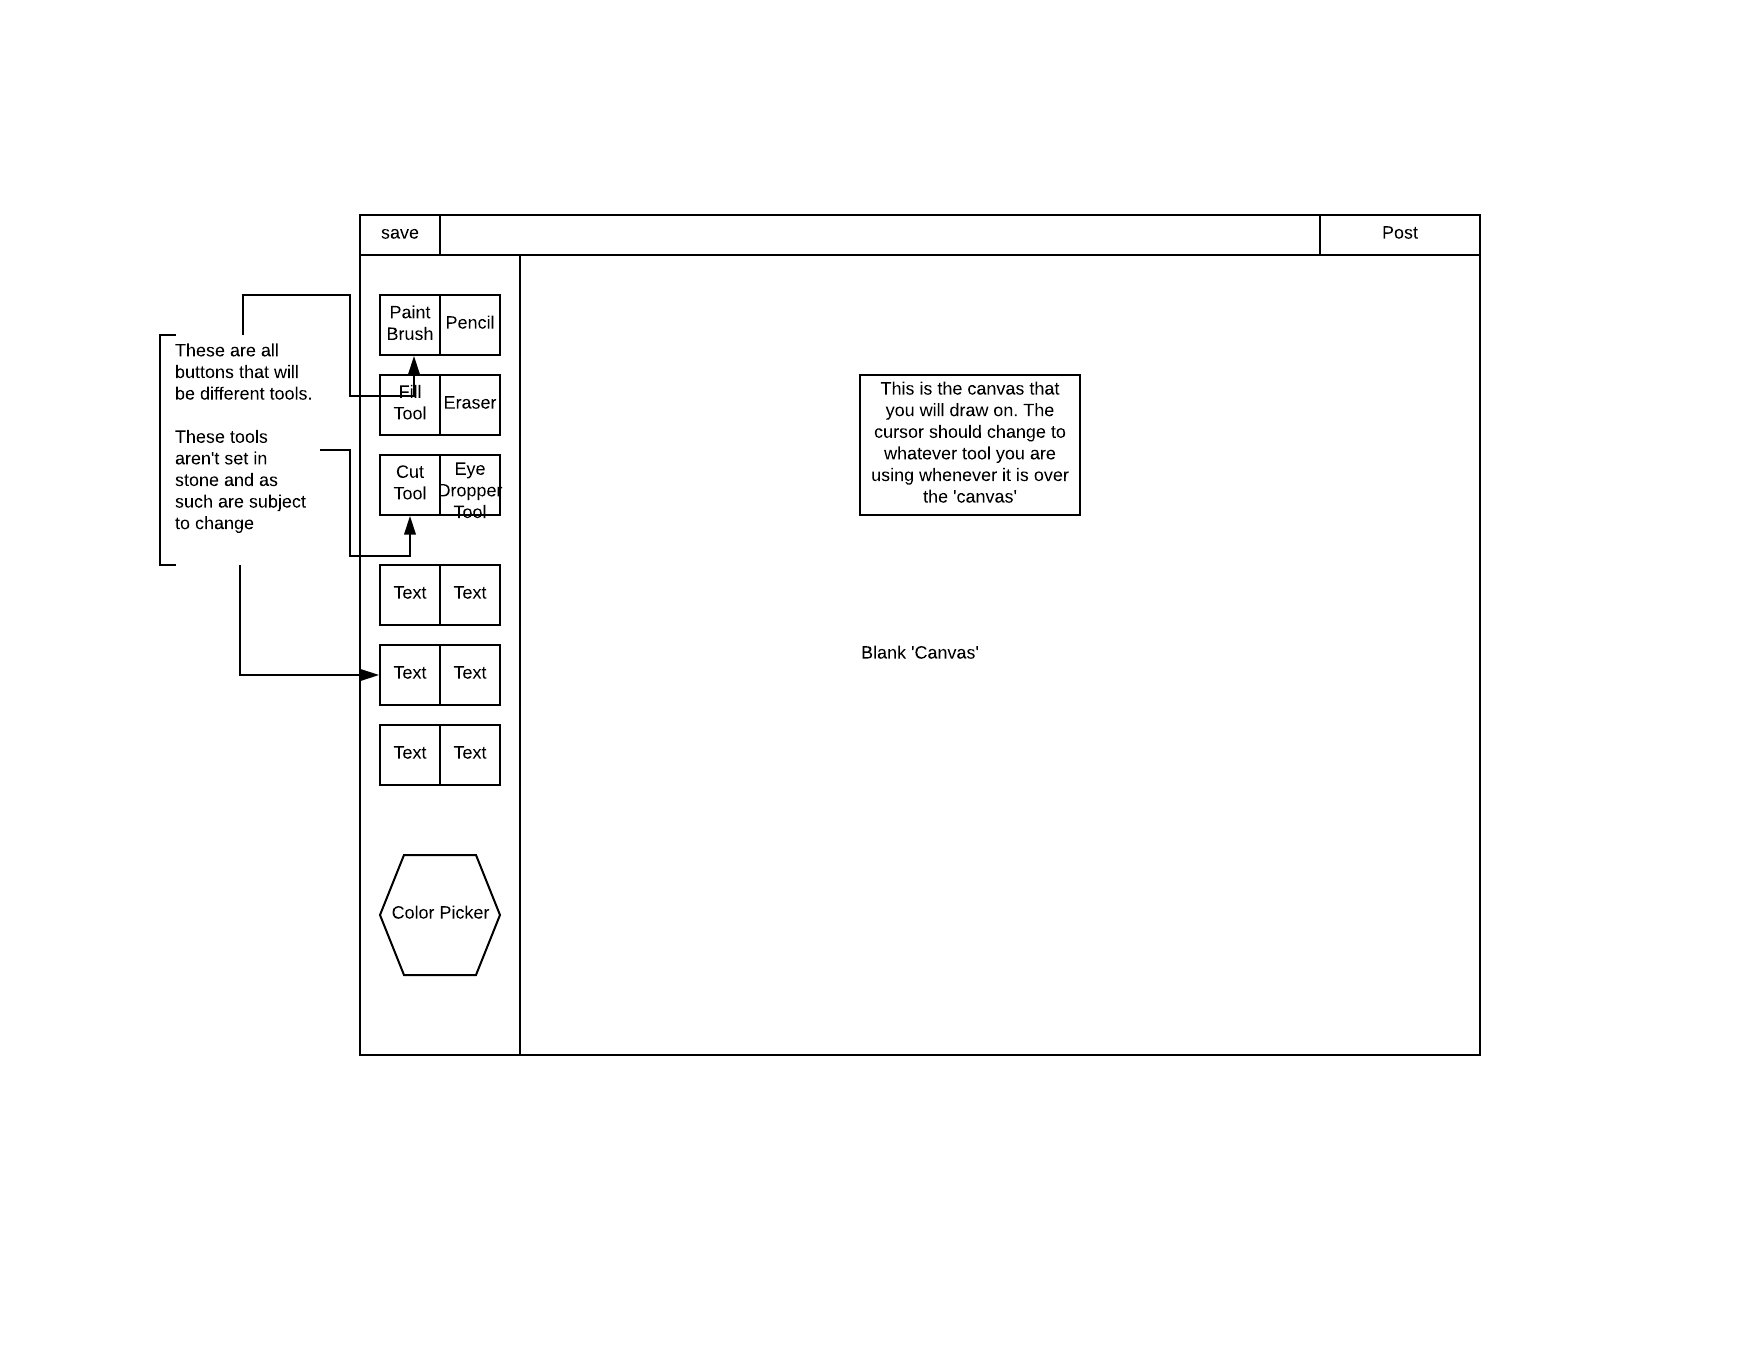 save
Post
These are all
buttons that will
be different tools.
These tools
aren't set in
stone and as
such are subject
to change
Paint
Brush
Pencil
Fill
Tool
Eraser
Cut
Tool
Eye
Dropper
Tool
Text
Text
Text
Text
Text
Text
Color Picker
This is the canvas that
you will draw on. The
cursor should change to
whatever tool you are
using whenever it is over
the 'canvas'
Blank 'Canvas'